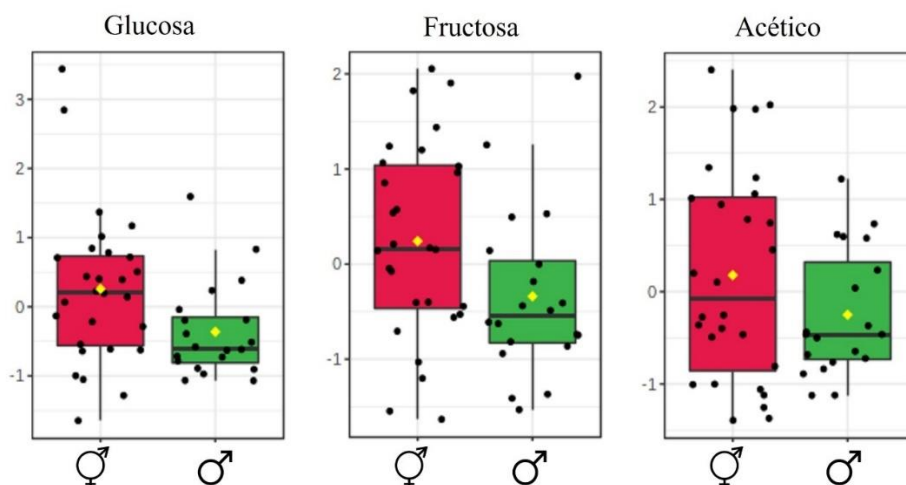 Glucosa Fructosa Acético
3 2 1 0 -1
2 1 0 -1
2 1 0 -1
⚥ ♂ ⚥ ♂ ⚥ ♂